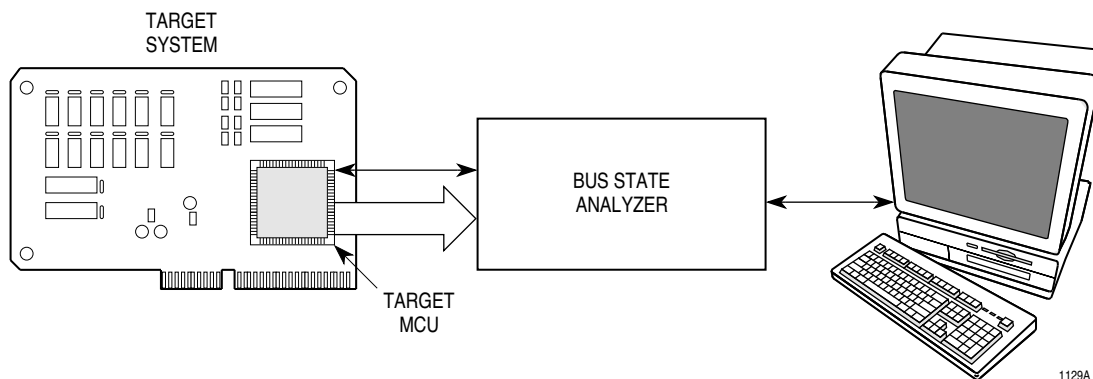 TARGET
SYSTEM
BUS STATE
ANALYZER
TARGET
MCU
1129A